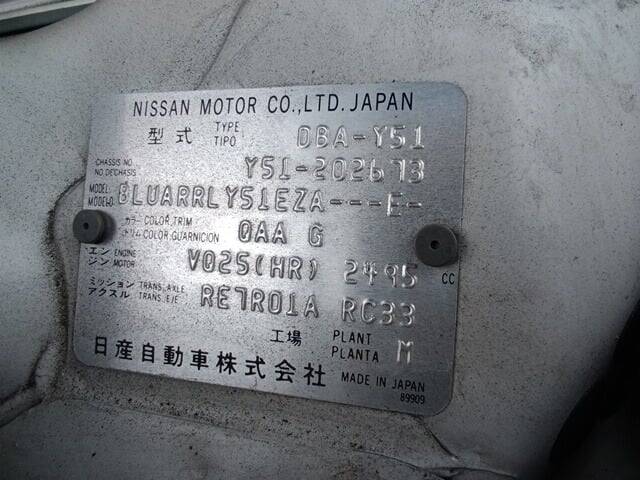 NISSAN MOTOR CO.,LTD. JAPAN
型式 TYPE TIPO DBA-Y51
CHASSIS NO. NO DE CHASSIS Y51-202673
MODEL MODELO BLUARRLY51EZA---E-
カラー COLOR,TRIM トリム COLOR,GUARNICION 0AA G
エンジン ENGINE MOTOR V025(HR) 2495 CC
ミッション アクスル TRANS,AXLE TRANS,EJE RE7R01A RC33
工場 PLANT PLANTA M
日産自動車株式会社 MADE IN JAPAN
89909